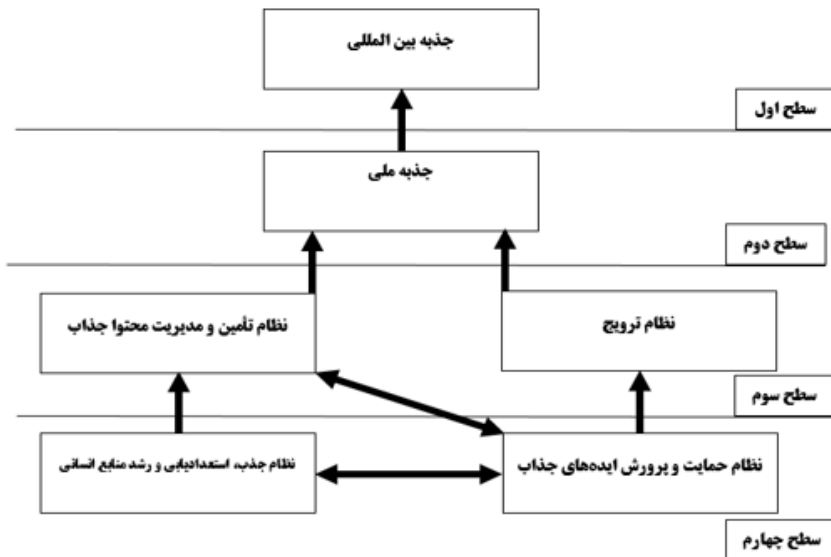 جذبه بین المللی
سطح اول
جذبه ملی
سطح دوم
نظام ترویج
نظام تأمین و مدیریت محتوا جذاب
سطح سوم
نظام حمایت و پرورش ایده‌های جذاب
نظام جذب، استعدادیابی و رشد منابع انسانی
سطح چهارم